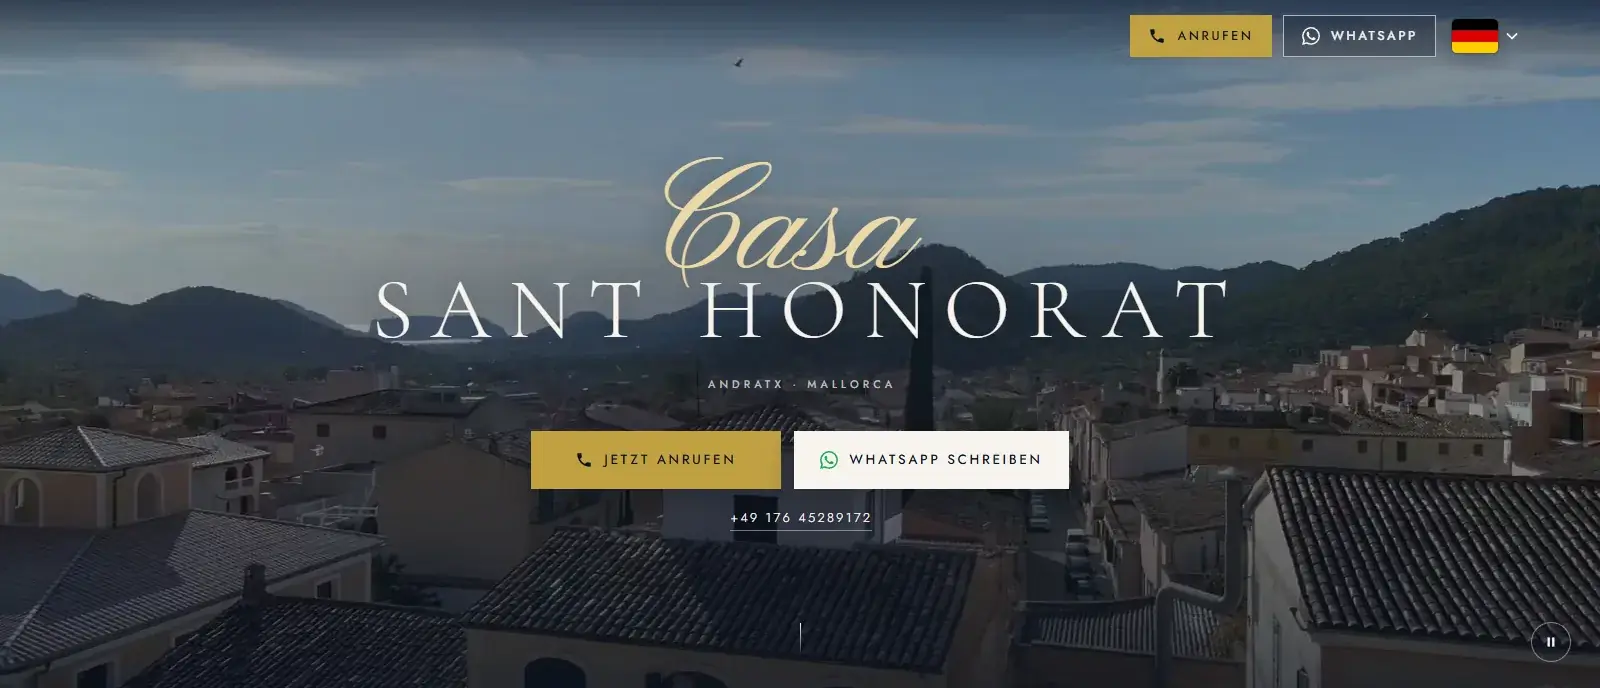 ANRUFEN
WHATSAPP
Casa
SANT HONORAT
ANDRATX · MALLORCA
JETZT ANRUFEN
WHATSAPP SCHREIBEN
+49 176 45289172